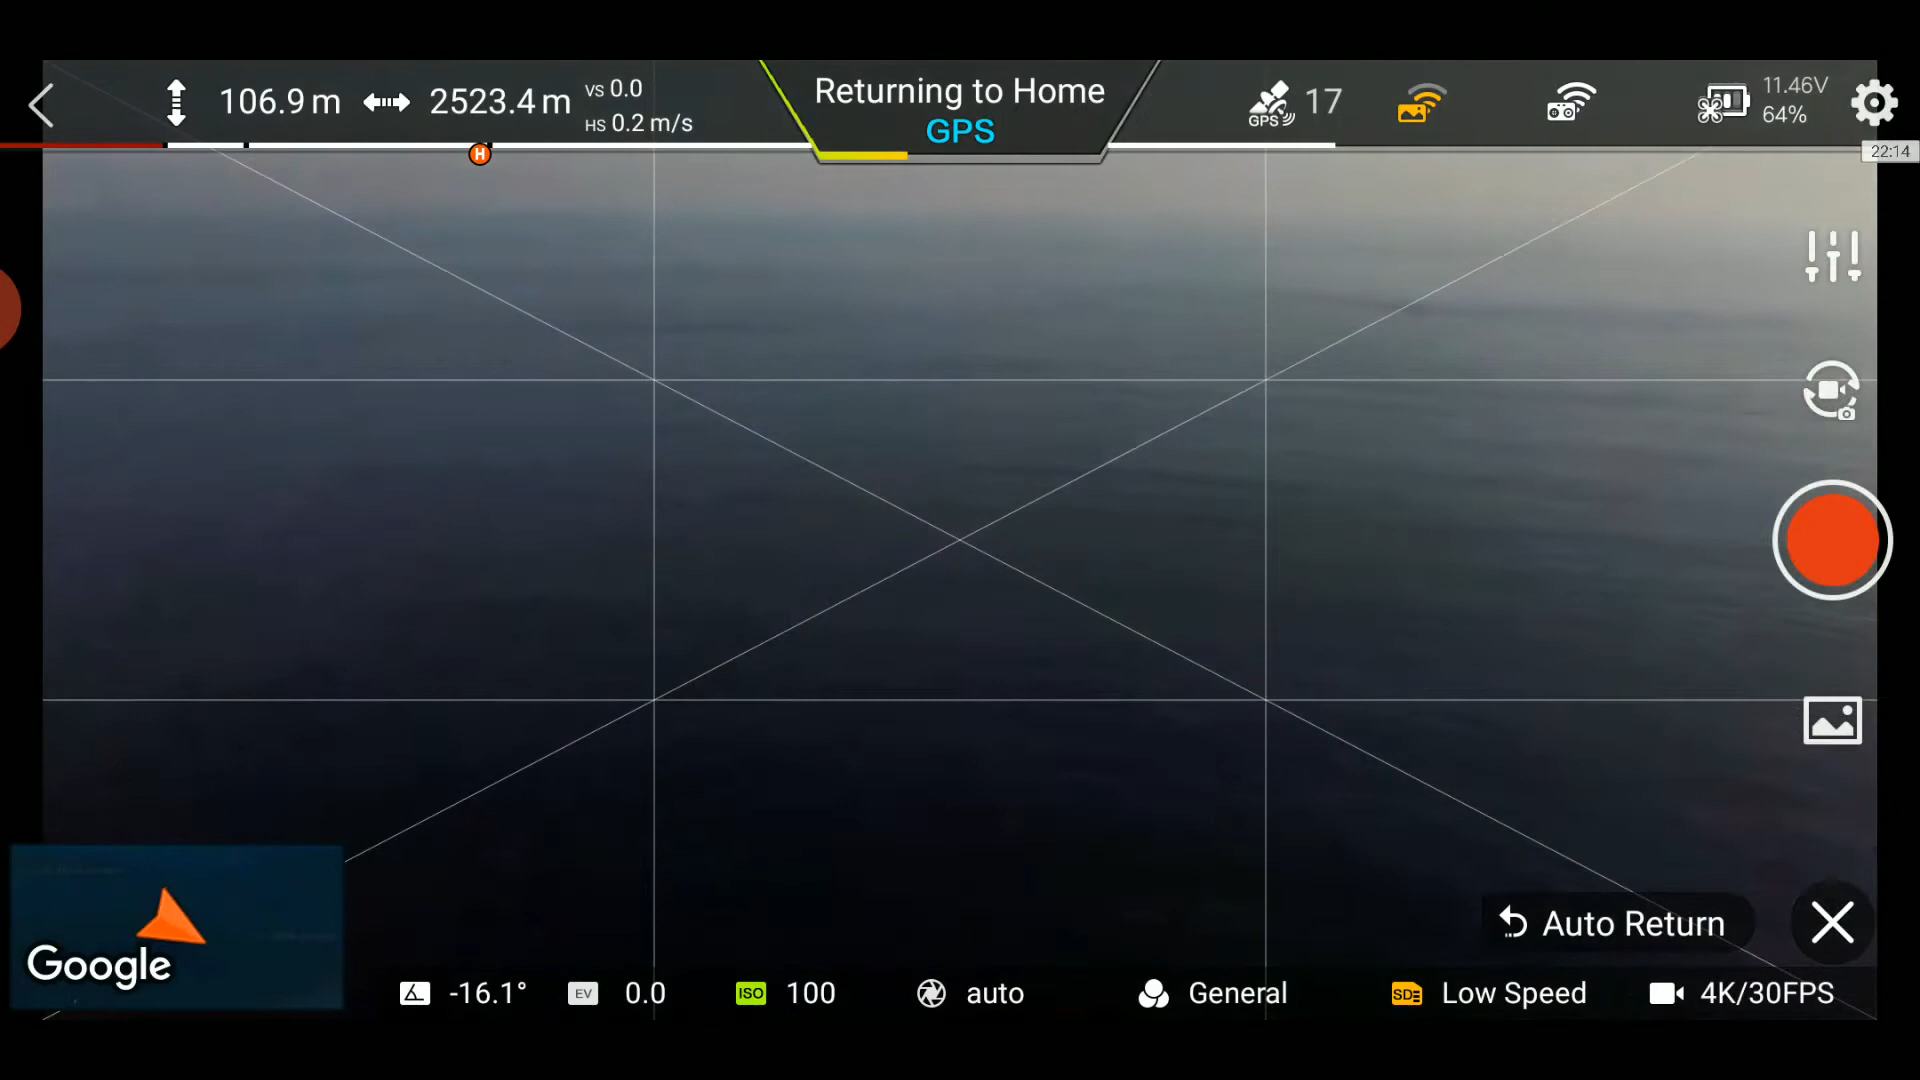 106.9 m
2523.4 m
VS 0.0
HS 0.2 m/s
Returning to Home
GPS
GPS
17
11.46V
64%
22:14
H
Auto Return
Google
-16.1°
EV
0.0
ISO
100
auto
General
SD
Low Speed
4K/30FPS